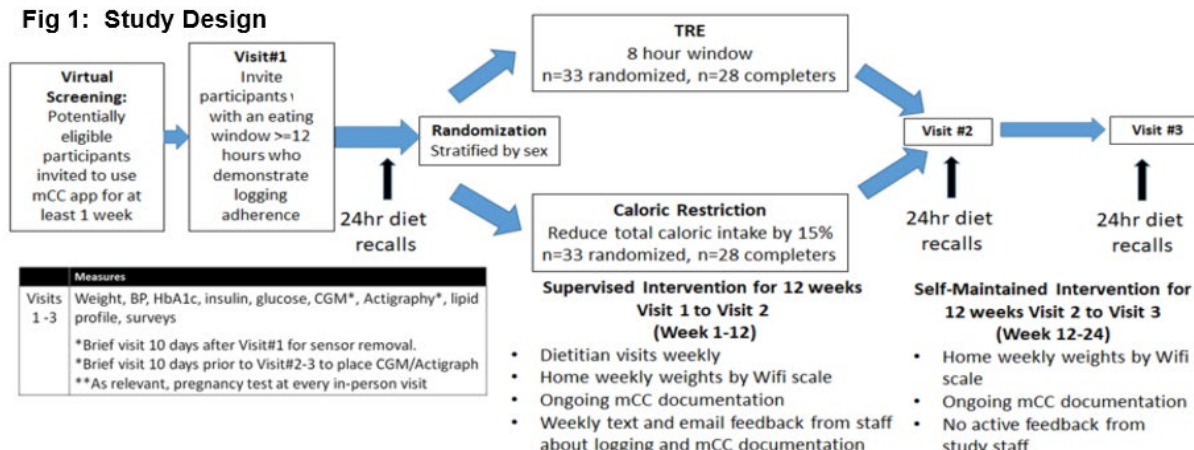 Fig 1: Study Design
Virtual
Screening:
Potentially
eligible
participants
invited to use
mCC app for at
least 1 week
Visit#1
Invite
participants
with an eating
window >=12
hours who
demonstrate
logging
adherence
24hr diet
recalls
Randomization
Stratified by sex
TRE
8 hour window
n=33 randomized, n=28 completers
Caloric Restriction
Reduce total caloric intake by 15%
n=33 randomized, n=28 completers
Visit #2
24hr diet
recalls
Visit #3
24hr diet
recalls
Measures
Visits
1 -3
Weight, BP, HbA1c, insulin, glucose, CGM*, Actigraphy*, lipid
profile, surveys
*Brief visit 10 days after Visit#1 for sensor removal.
*Brief visit 10 days prior to Visit#2-3 to place CGM/Actigraph
**As relevant, pregnancy test at every in-person visit
Supervised Intervention for 12 weeks
Visit 1 to Visit 2
(Week 1-12)
• Dietitian visits weekly
• Home weekly weights by Wifi scale
• Ongoing mCC documentation
• Weekly text and email feedback from staff
about logging and mCC documentation
Self-Maintained Intervention for
12 weeks Visit 2 to Visit 3
(Week 12-24)
• Home weekly weights by Wifi
scale
• Ongoing mCC documentation
• No active feedback from
study staff